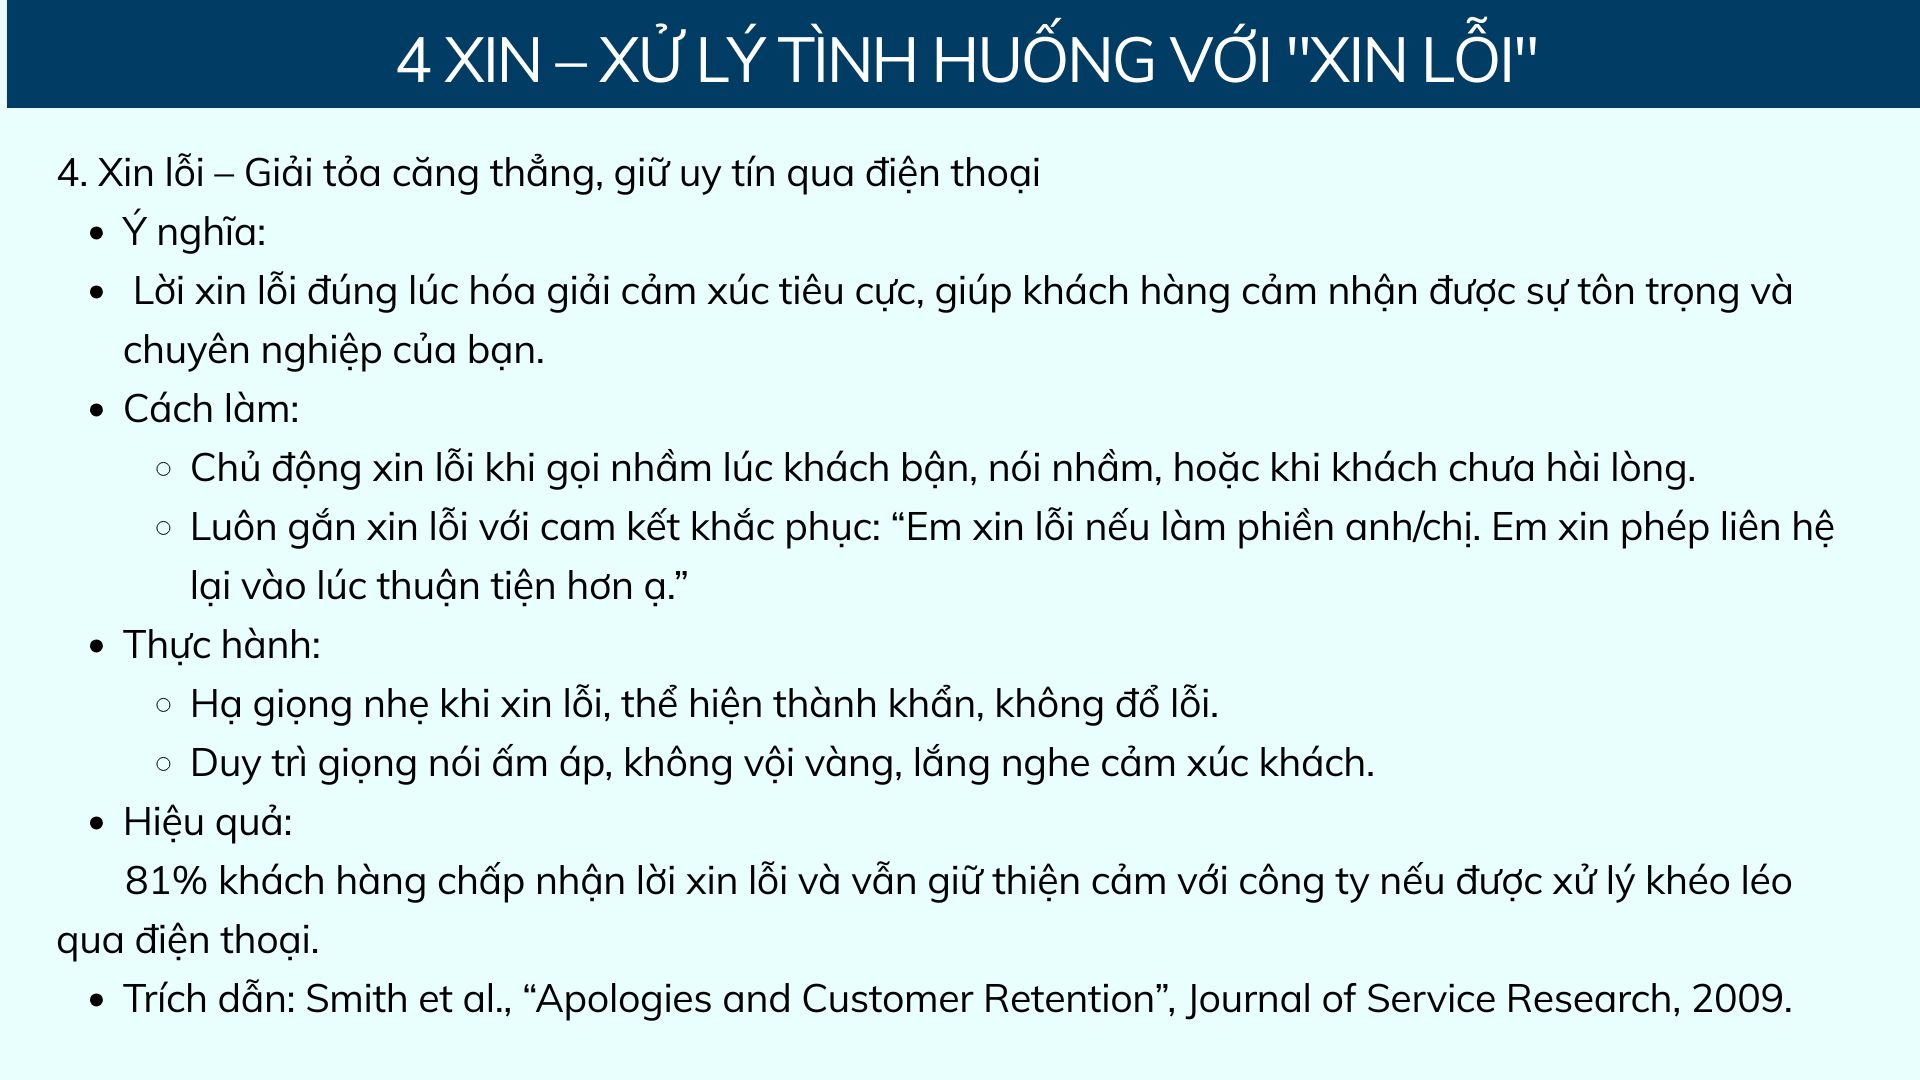 4 XIN – XỬ LÝ TÌNH HUỐNG VỚI "XIN LỖI"
4. Xin lỗi – Giải tỏa căng thẳng, giữ uy tín qua điện thoại
• Ý nghĩa:
• Lời xin lỗi đúng lúc hóa giải cảm xúc tiêu cực, giúp khách hàng cảm nhận được sự tôn trọng và
chuyên nghiệp của bạn.
• Cách làm:
○ Chủ động xin lỗi khi gọi nhầm lúc khách bận, nói nhầm, hoặc khi khách chưa hài lòng.
○ Luôn gắn xin lỗi với cam kết khắc phục: “Em xin lỗi nếu làm phiền anh/chị. Em xin phép liên hệ
lại vào lúc thuận tiện hơn ạ.”
• Thực hành:
○ Hạ giọng nhẹ khi xin lỗi, thể hiện thành khẩn, không đổ lỗi.
○ Duy trì giọng nói ấm áp, không vội vàng, lắng nghe cảm xúc khách.
• Hiệu quả:
81% khách hàng chấp nhận lời xin lỗi và vẫn giữ thiện cảm với công ty nếu được xử lý khéo léo
qua điện thoại.
• Trích dẫn: Smith et al., “Apologies and Customer Retention”, Journal of Service Research, 2009.